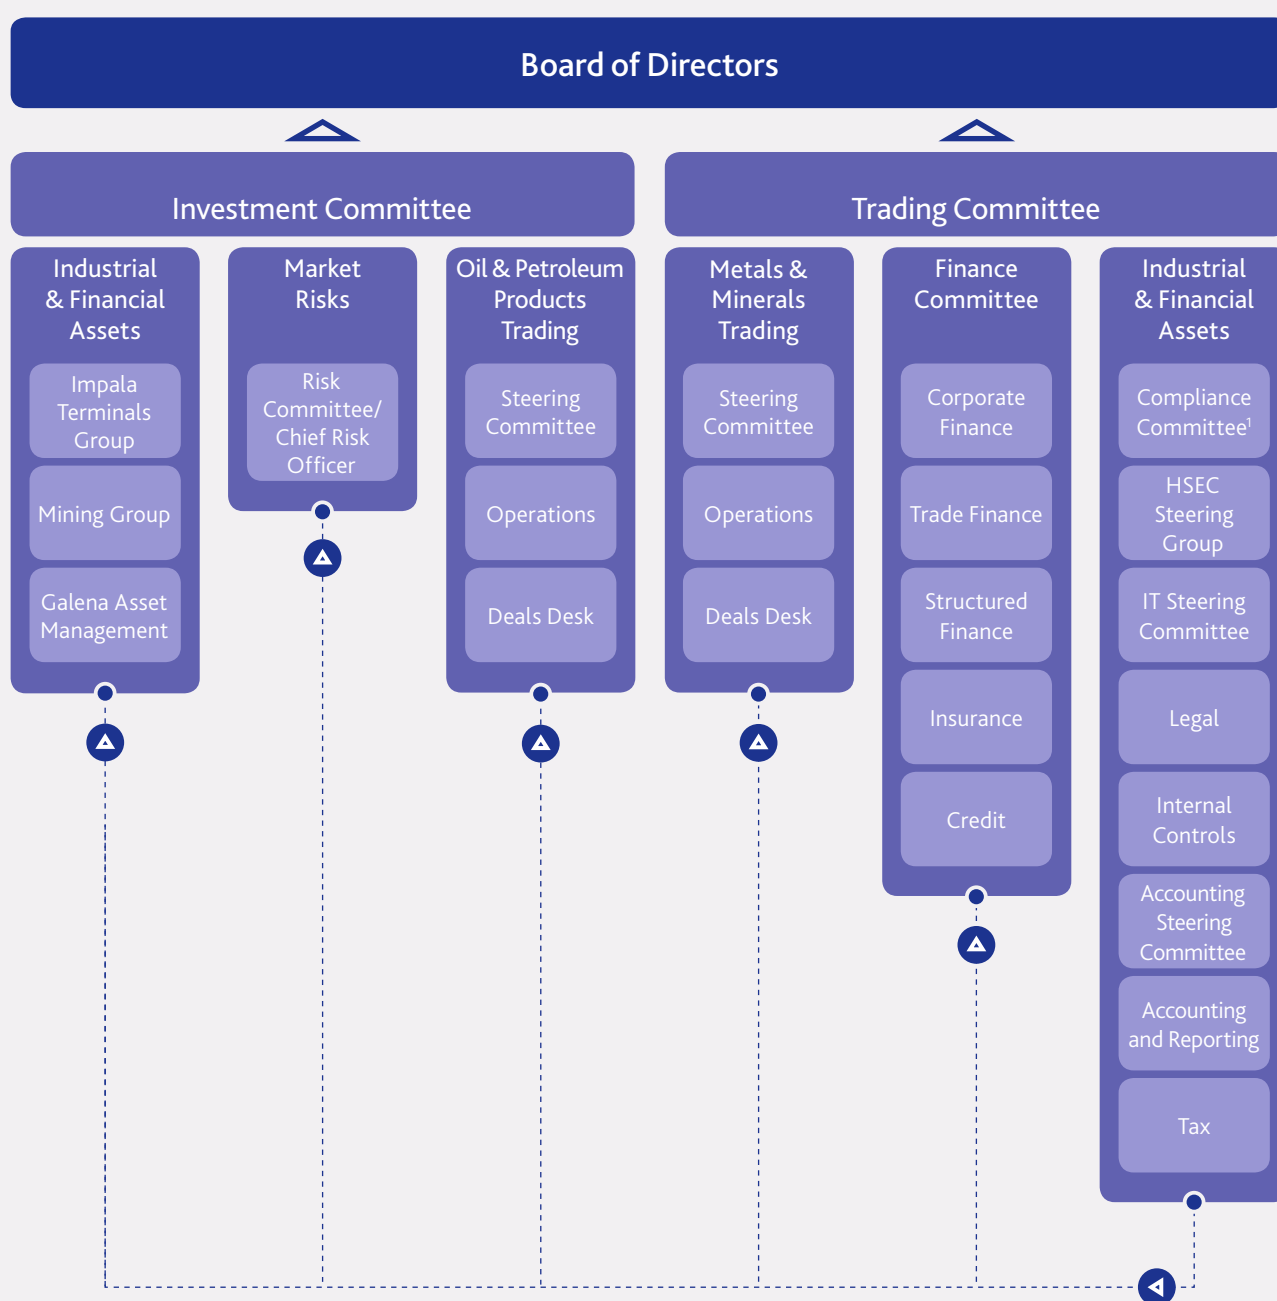 Board of Directors
Investment Committee
Trading Committee
Industrial
& Financial
Assets
Impala
Terminals
Group
Mining Group
Galena Asset
Management
Market
Risks
Risk
Committee/
Chief Risk
Officer
Oil & Petroleum
Products
Trading
Steering
Committee
Operations
Deals Desk
Metals &
Minerals
Trading
Steering
Committee
Operations
Deals Desk
Finance
Committee
Corporate
Finance
Trade Finance
Structured
Finance
Insurance
Credit
Industrial
& Financial
Assets
Compliance
Committee¹
HSEC
Steering
Group
IT Steering
Committee
Legal
Internal
Controls
Accounting
Steering
Committee
Accounting
and Reporting
Tax